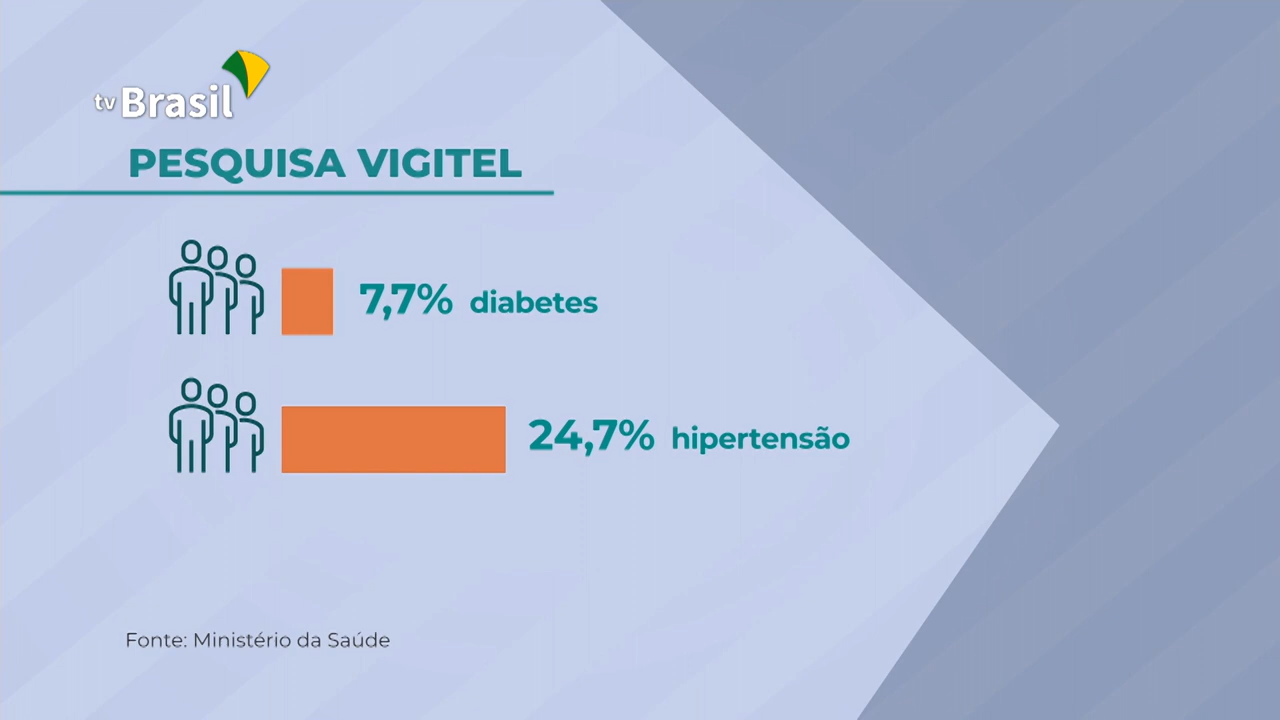 tv Brasil
PESQUISA VIGITEL
7,7% diabetes
24,7% hipertensão
Fonte: Ministério da Saúde